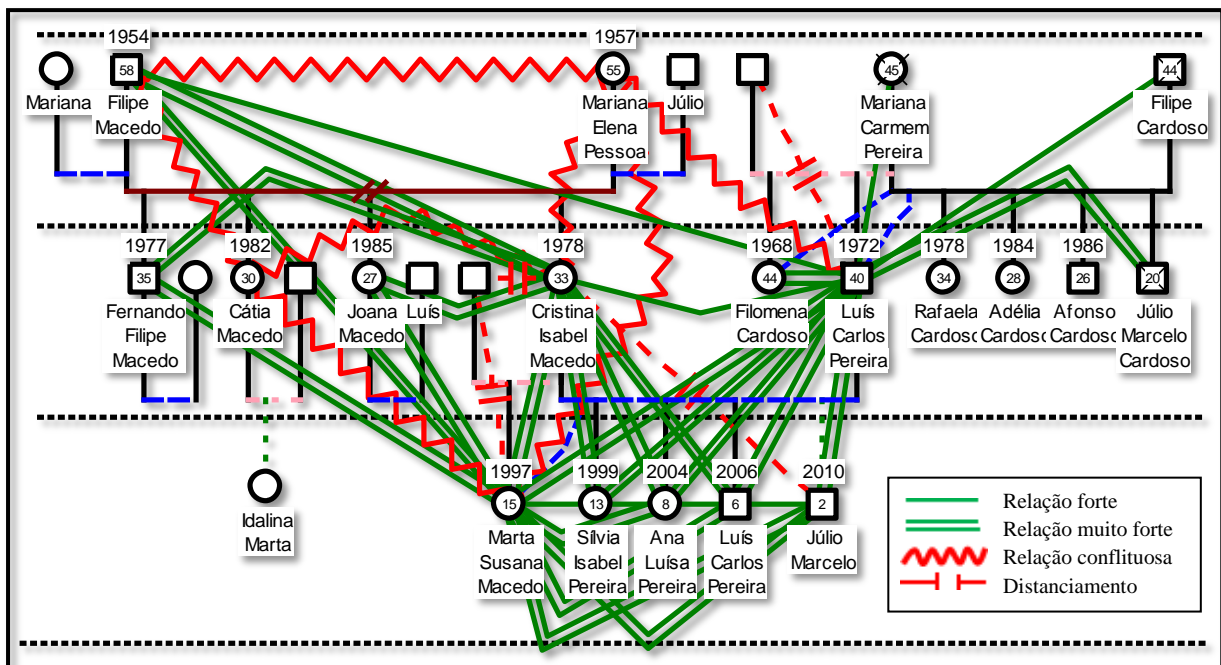 1954
1957
58
55
45
44
Mariana
Filipe
Macedo
Mariana
Elena
Pessoa
Júlio
Mariana
Carmem
Pereira
Filipe
Cardoso
1977
1982
1985
1978
1968
1972
1978
1984
1986
35
30
27
33
44
40
34
28
26
20
Fernando
Filipe
Macedo
Cátia
Macedo
Joana
Macedo
Luís
Cristina
Isabel
Macedo
Filomena
Cardoso
Luís
Carlos
Pereira
Rafaela
Cardoso
Adélia
Cardoso
Afonso
Cardoso
Júlio
Marcelo
Cardoso
1997
1999
2004
2006
2010
15
13
8
6
2
Idalina
Marta
Marta
Susana
Macedo
Sílvia
Isabel
Pereira
Ana
Luísa
Pereira
Luís
Carlos
Pereira
Júlio
Marcelo
Relação forte
Relação muito forte
Relação conflituosa
Distanciamento